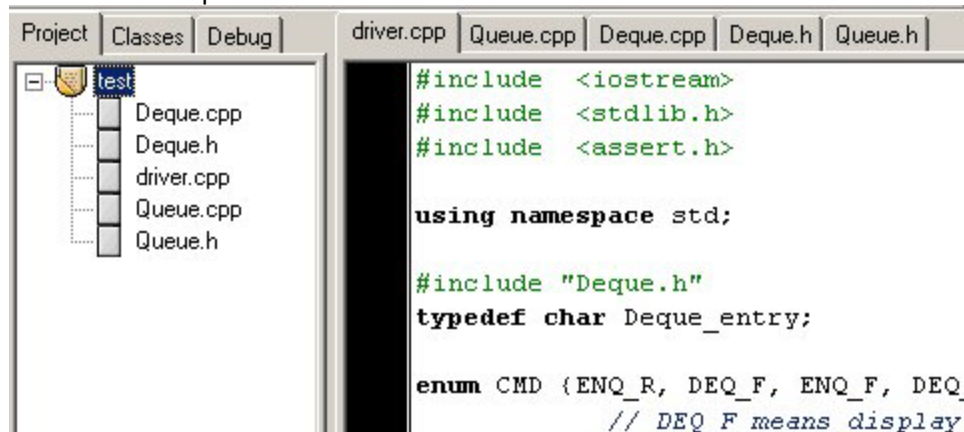 Project Classes Debug driver.cpp Queue.cpp Deque.cpp Deque.h Queue.h
test
Deque.cpp
Deque.h
driver.cpp
Queue.cpp
Queue.h
#include <iostream>
#include <stdlib.h>
#include <assert.h>
using namespace std;
#include "Deque.h"
typedef char Deque_entry;
enum CMD {ENQ_R, DEQ_F, ENQ_F, DEQ_
// DEQ_F means display